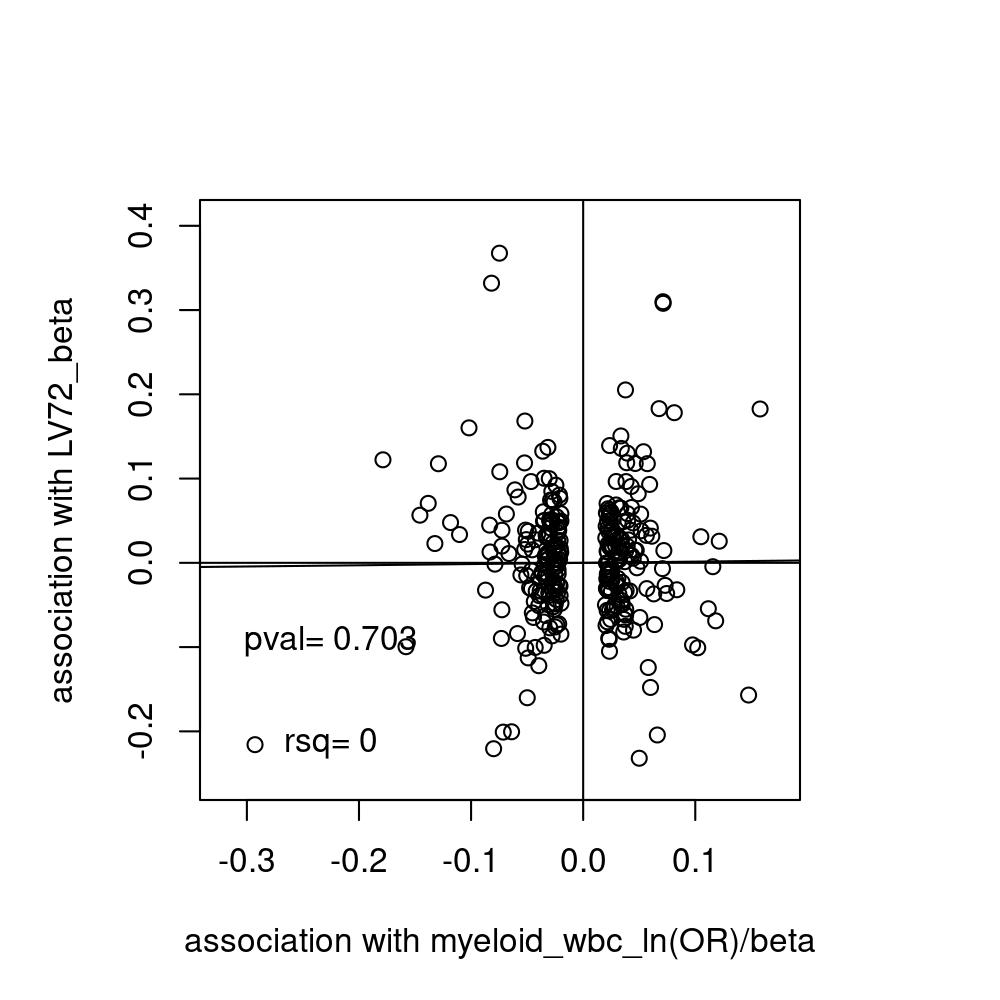 0.4
0.3
0.2
0.1
0.0
-0.2
association with LV72_beta
pval= 0.703
rsq= 0
-0.3 -0.2 -0.1 0.0 0.1
association with myeloid_wbc_ln(OR)/beta